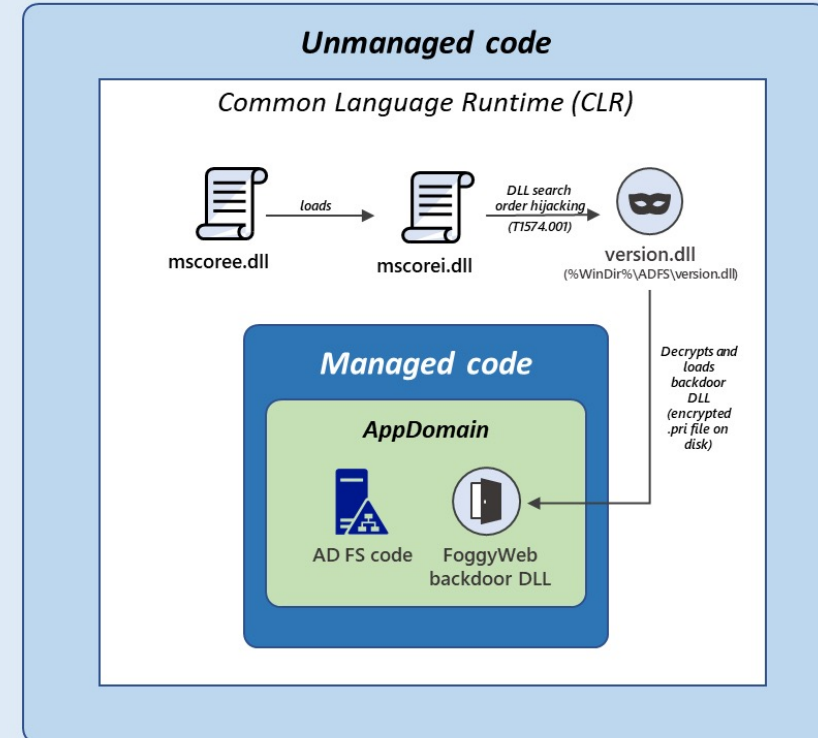 Unmanaged code
Common Language Runtime (CLR)
loads
DLL search
order hijacking
(T1574.001)
mscoree.dll
mscorei.dll
version.dll
(%WinDir%\ADFS\version.dll)
Decrypts and
loads
backdoor
DLL
(encrypted
.pri file on
disk)
Managed code
AppDomain
AD FS code
FoggyWeb
backdoor DLL